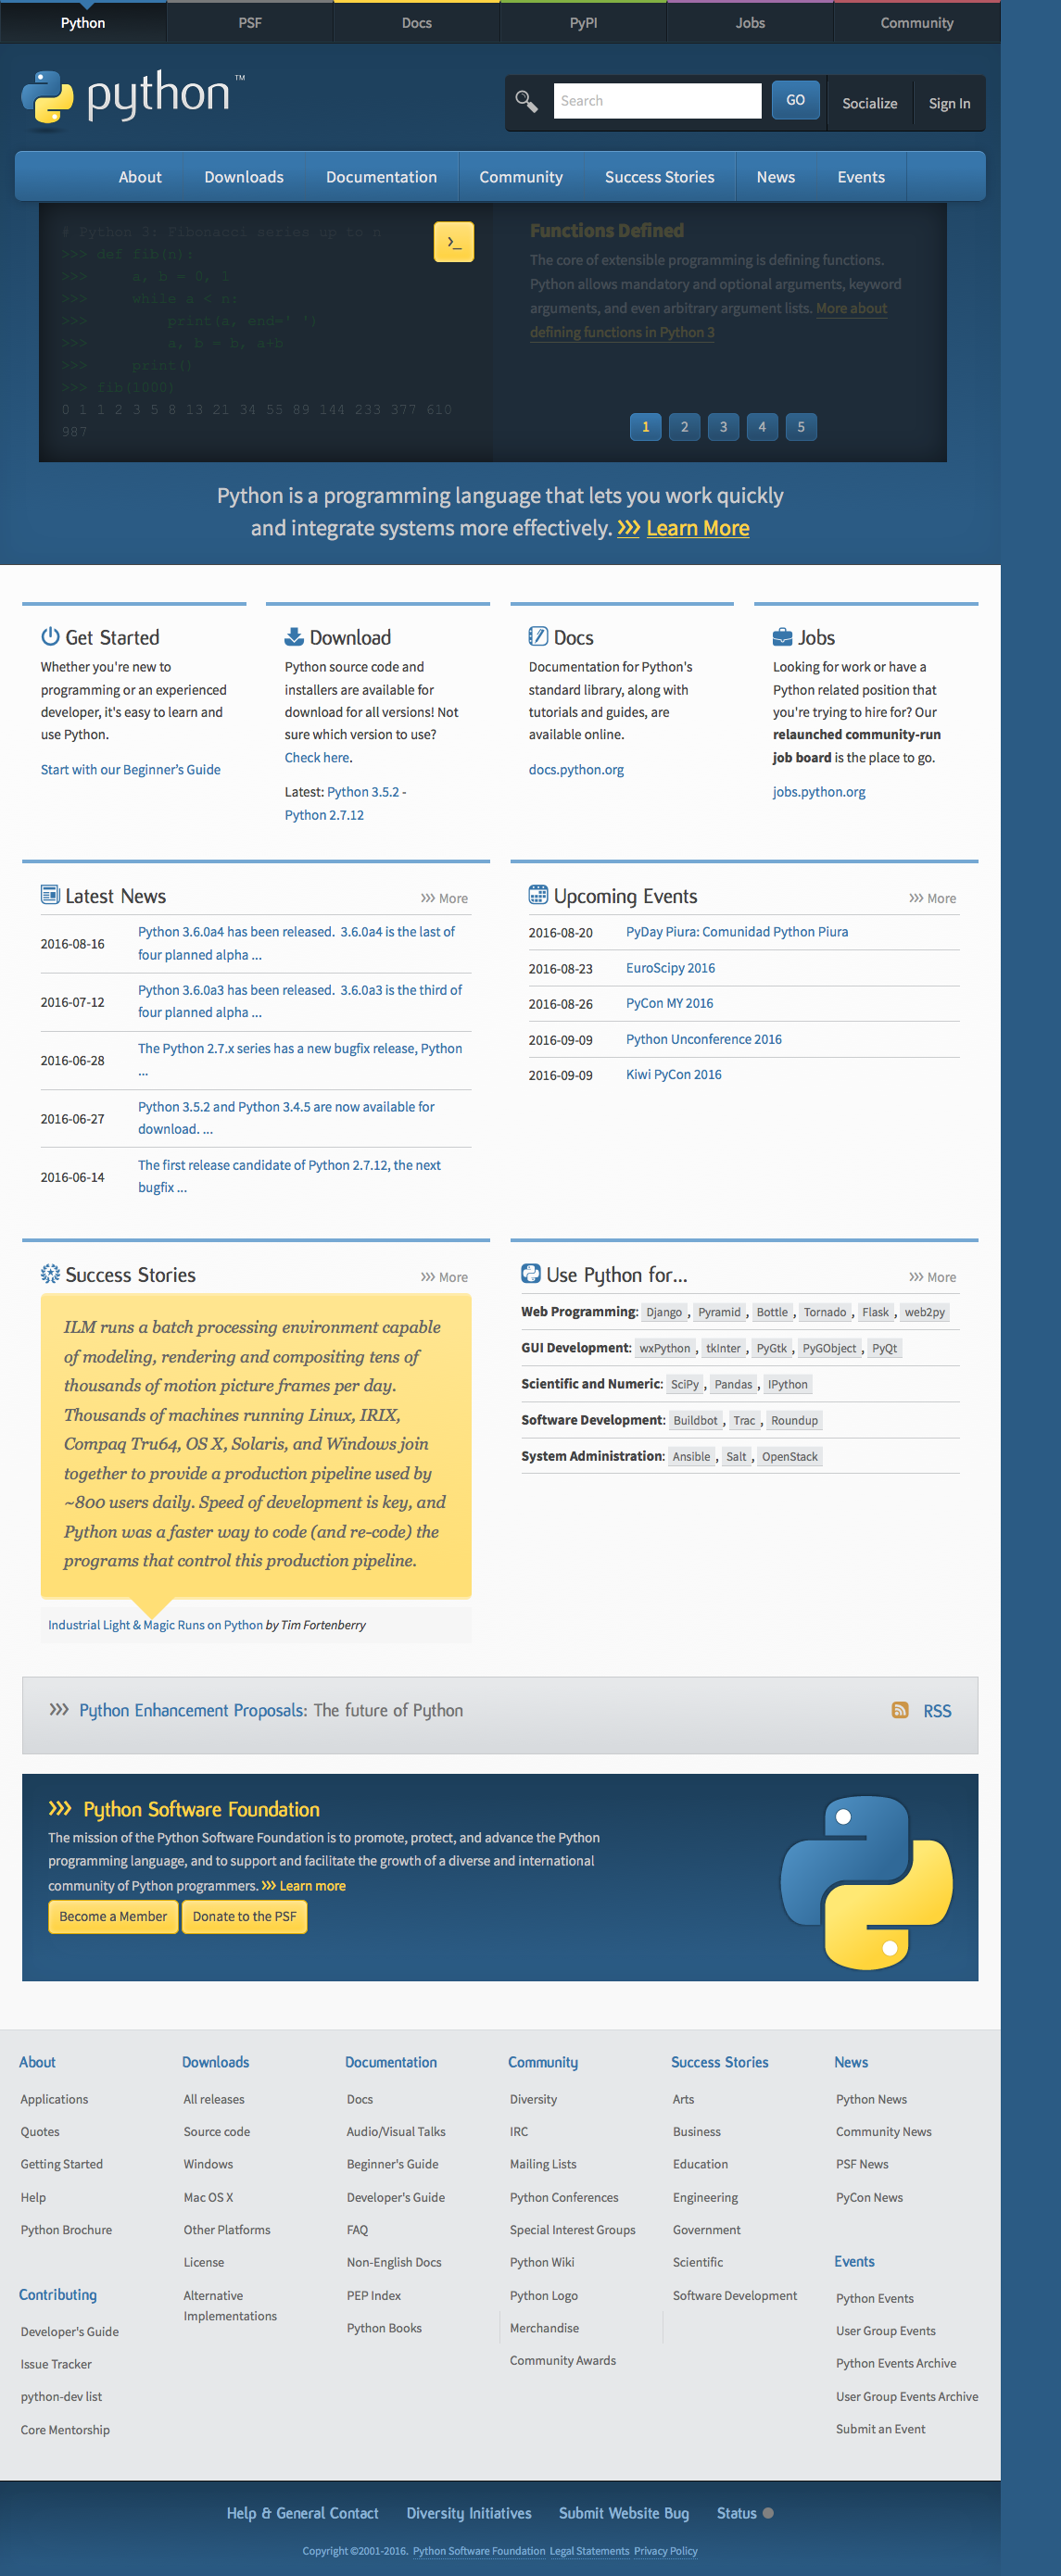 Python
PSF
Docs
PyPI
Jobs
Community
python™
Search
GO
Socialize
Sign In
About
Downloads
Documentation
Community
Success Stories
News
Events
# Python 3: Fibonacci series up to n
>>> def fib(n):
>>>     a, b = 0, 1
>>>     while a < n:
>>>         print(a, end=' ')
>>>         a, b = b, a+b
>>>     print()
>>> fib(1000)
0 1 1 2 3 5 8 13 21 34 55 89 144 233 377 610
987
>_
Functions Defined
The core of extensible programming is defining functions.
Python allows mandatory and optional arguments, keyword
arguments, and even arbitrary argument lists. More about
defining functions in Python 3
1 2 3 4 5
Python is a programming language that lets you work quickly
and integrate systems more effectively. >>> Learn More
Get Started
Whether you're new to
programming or an experienced
developer, it's easy to learn and
use Python.
Start with our Beginner’s Guide
Download
Python source code and
installers are available for
download for all versions! Not
sure which version to use?
Check here.
Latest: Python 3.5.2 -
Python 2.7.12
Docs
Documentation for Python's
standard library, along with
tutorials and guides, are
available online.
docs.python.org
Jobs
Looking for work or have a
Python related position that
you're trying to hire for? Our
relaunched community-run
job board is the place to go.
jobs.python.org
Latest News
>>> More
2016-08-16 Python 3.6.0a4 has been released.  3.6.0a4 is the last of
four planned alpha ...
2016-07-12 Python 3.6.0a3 has been released.  3.6.0a3 is the third of
four planned alpha ...
2016-06-28 The Python 2.7.x series has a new bugfix release, Python
...
2016-06-27 Python 3.5.2 and Python 3.4.5 are now available for
download. ...
2016-06-14 The first release candidate of Python 2.7.12, the next
bugfix ...
Upcoming Events
>>> More
2016-08-20 PyDay Piura: Comunidad Python Piura
2016-08-23 EuroScipy 2016
2016-08-26 PyCon MY 2016
2016-09-09 Python Unconference 2016
2016-09-09 Kiwi PyCon 2016
Success Stories
>>> More
ILM runs a batch processing environment capable
of modeling, rendering and compositing tens of
thousands of motion picture frames per day.
Thousands of machines running Linux, IRIX,
Compaq Tru64, OS X, Solaris, and Windows join
together to provide a production pipeline used by
~800 users daily. Speed of development is key, and
Python was a faster way to code (and re-code) the
programs that control this production pipeline.
Industrial Light & Magic Runs on Python by Tim Fortenberry
Use Python for...
>>> More
Web Programming: Django , Pyramid , Bottle , Tornado , Flask , web2py
GUI Development: wxPython , tkInter , PyGtk , PyGObject , PyQt
Scientific and Numeric: SciPy , Pandas , IPython
Software Development: Buildbot , Trac , Roundup
System Administration: Ansible , Salt , OpenStack
>>> Python Enhancement Proposals: The future of Python
RSS
>>> Python Software Foundation
The mission of the Python Software Foundation is to promote, protect, and advance the Python
programming language, and to support and facilitate the growth of a diverse and international
community of Python programmers. >>> Learn more
Become a Member
Donate to the PSF
About
Applications
Quotes
Getting Started
Help
Python Brochure
Contributing
Developer's Guide
Issue Tracker
python-dev list
Core Mentorship
Downloads
All releases
Source code
Windows
Mac OS X
Other Platforms
License
Alternative
Implementations
Documentation
Docs
Audio/Visual Talks
Beginner's Guide
Developer's Guide
FAQ
Non-English Docs
PEP Index
Python Books
Community
Diversity
IRC
Mailing Lists
Python Conferences
Special Interest Groups
Python Wiki
Python Logo
Merchandise
Community Awards
Success Stories
Arts
Business
Education
Engineering
Government
Scientific
Software Development
News
Python News
Community News
PSF News
PyCon News
Events
Python Events
User Group Events
Python Events Archive
User Group Events Archive
Submit an Event
Help & General Contact
Diversity Initiatives
Submit Website Bug
Status
Copyright ©2001-2016.  Python Software Foundation  Legal Statements  Privacy Policy